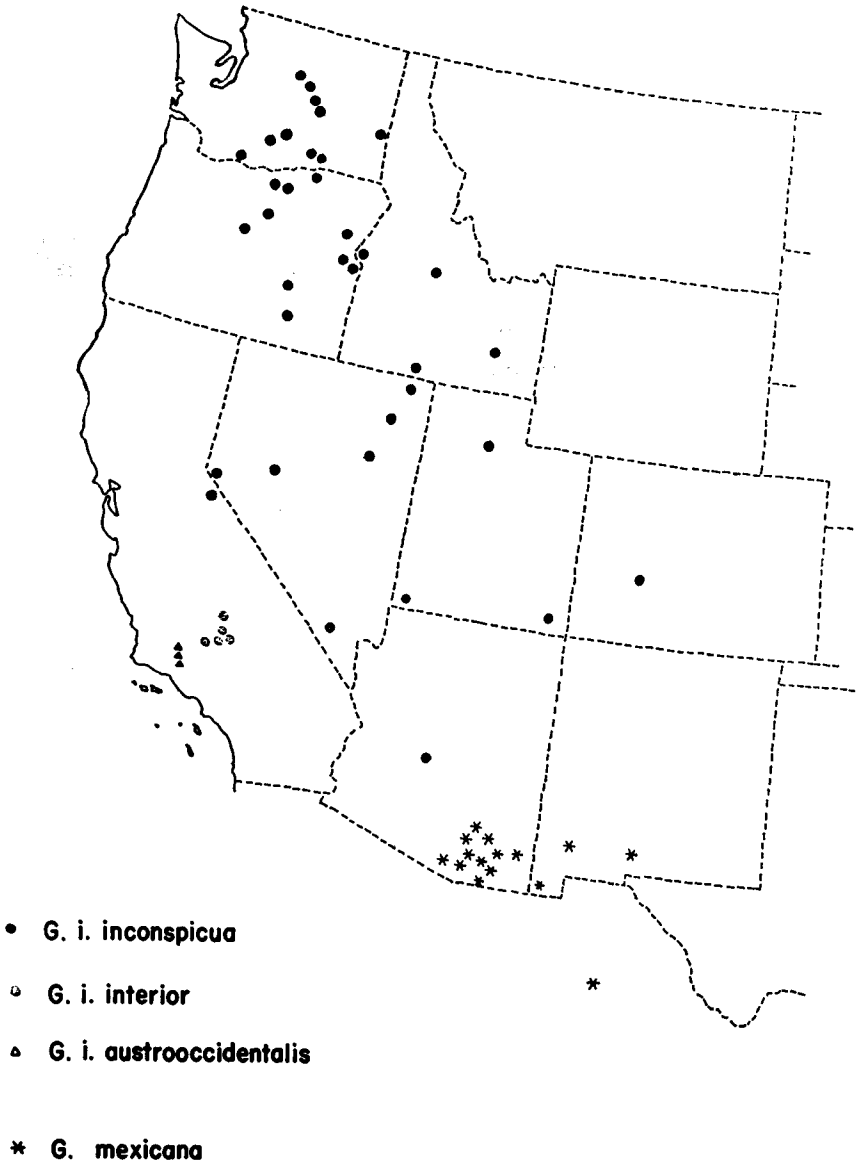 G. i. inconspicua
G. i. interior
G. i. austrooccidentalis
G. mexicana